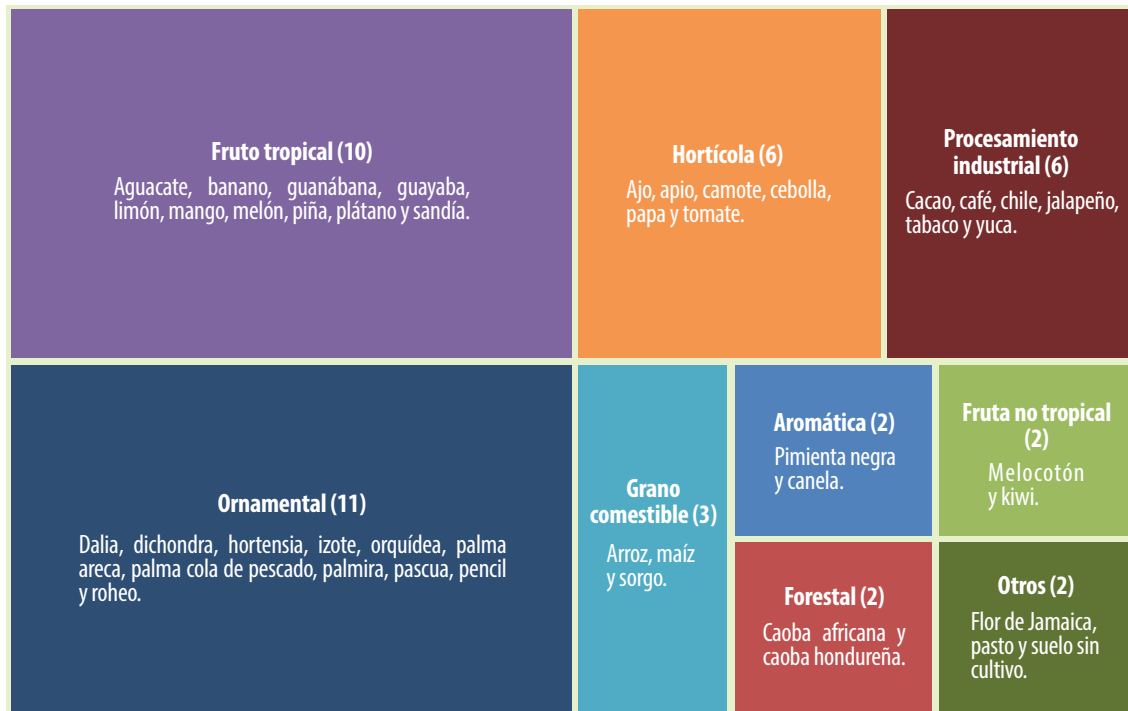 Fruto tropical (10)
Aguacate, banano, guanábana, guayaba,
limón, mango, melón, piña, plátano y sandía.
Hortícola (6)
Ajo, apio, camote, cebolla,
papa y tomate.
Procesamiento
industrial (6)
Cacao, café, chile, jalapeño,
tabaco y yuca.
Ornamental (11)
Dalia, dichondra, hortensia, izote, orquídea, palma
areca, palma cola de pescado, palmira, pascua, pencil
y roheo.
Grano
comestible (3)
Arroz, maíz
y sorgo.
Aromática (2)
Pimienta negra
y canela.
Fruta no tropical
(2)
Melocotón
y kiwi.
Forestal (2)
Caoba africana y
caoba hondureña.
Otros (2)
Flor de Jamaica,
pasto y suelo sin
cultivo.